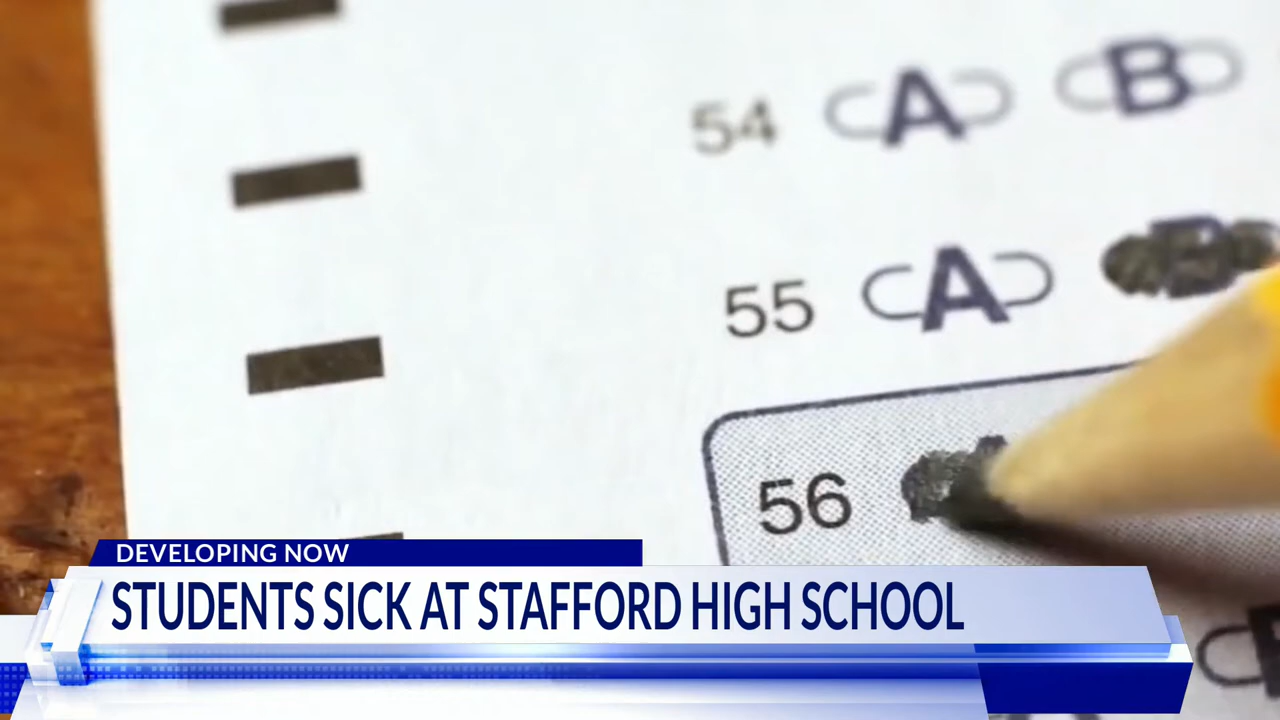 54 A B
55 A B
56
DEVELOPING NOW
STUDENTS SICK AT STAFFORD HIGH SCHOOL